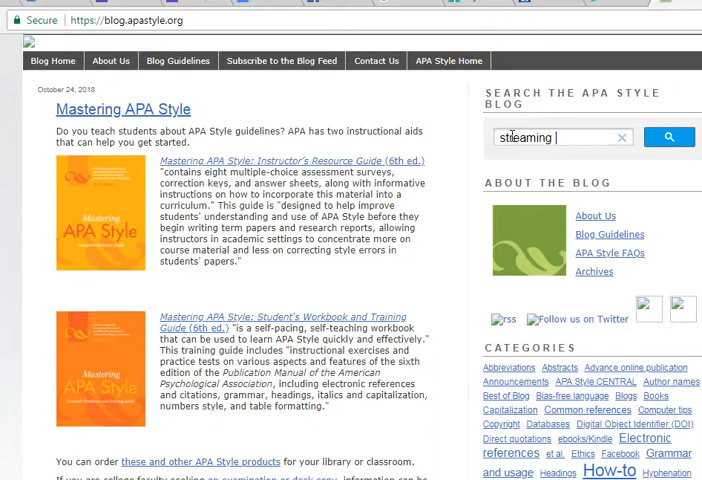 Secure | https://blog.apastyle.org
Blog Home About Us Blog Guidelines Subscribe to the Blog Feed Contact Us APA Style Home
October 24, 2018
Mastering APA Style
Do you teach students about APA Style guidelines? APA has two instructional aids
that can help you get started.
Mastering APA Style: Instructor's Resource Guide (6th ed.)
"contains eight multiple-choice assessment surveys,
correction keys, and answer sheets, along with informative
instructions on how to incorporate this material into a
curriculum." This guide is "designed to help improve
students' understanding and use of APA Style before they
begin writing term papers and research reports, allowing
instructors in academic settings to concentrate more on
course material and less on correcting style errors in
students' papers."
Mastering
APA Style
Mastering APA Style: Student's Workbook and Training
Guide (6th ed.) "is a self-pacing, self-teaching workbook
that can be used to learn APA Style quickly and effectively."
This training guide includes "instructional exercises and
practice tests on various aspects and features of the sixth
edition of the Publication Manual of the American
Psychological Association, including electronic references
and citations, grammar, headings, italics and capitalization,
numbers style, and table formatting."
Mastering
APA Style
You can order these and other APA Style products for your library or classroom.
If you are college faculty seeking an examination or desk copy, information can be
SEARCH THE APA STYLE
BLOG
streaming
ABOUT THE BLOG
About Us
Blog Guidelines
APA Style FAQs
Archives
rss Follow us on Twitter
CATEGORIES
Abbreviations Abstracts Advance online publication
Announcements APA Style CENTRAL Author names
Best of Blog Bias-free language Blogs Books
Capitalization Common references Computer tips
Copyright Databases Digital Object Identifier (DOI)
Direct quotations ebooks/Kindle Electronic
references et al. Ethics Facebook Grammar
and usage Headings How-to Hyphenation